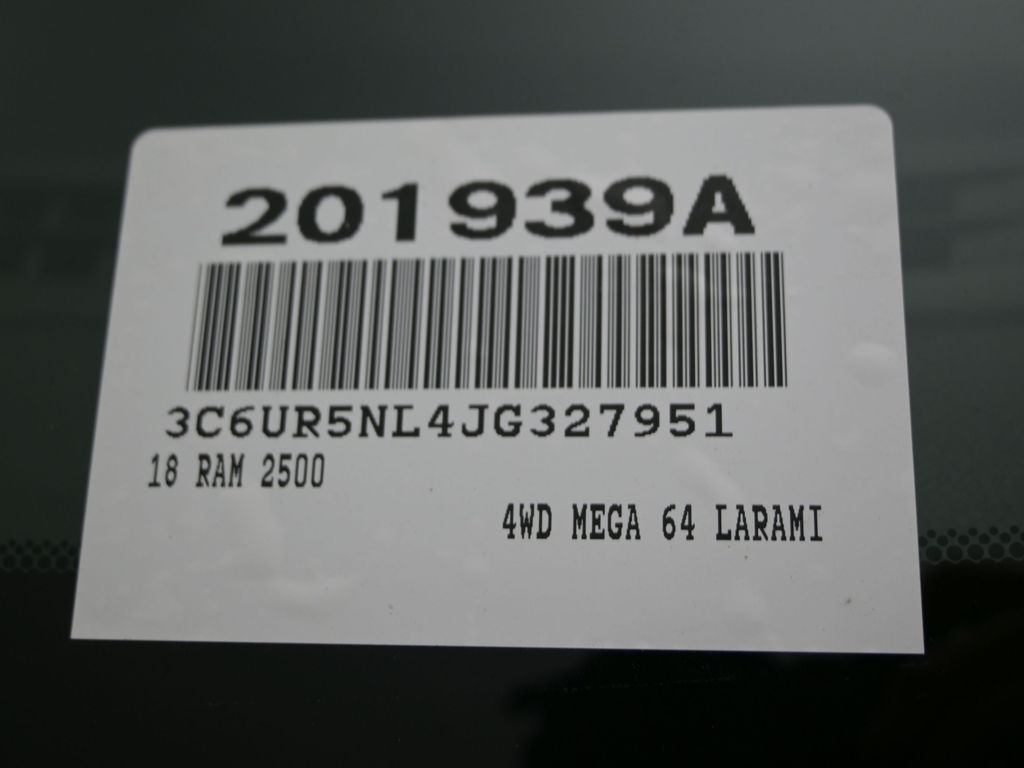 201939A
3C6UR5NL4JG327951
18 RAM 2500
4WD MEGA 64 LARAMI